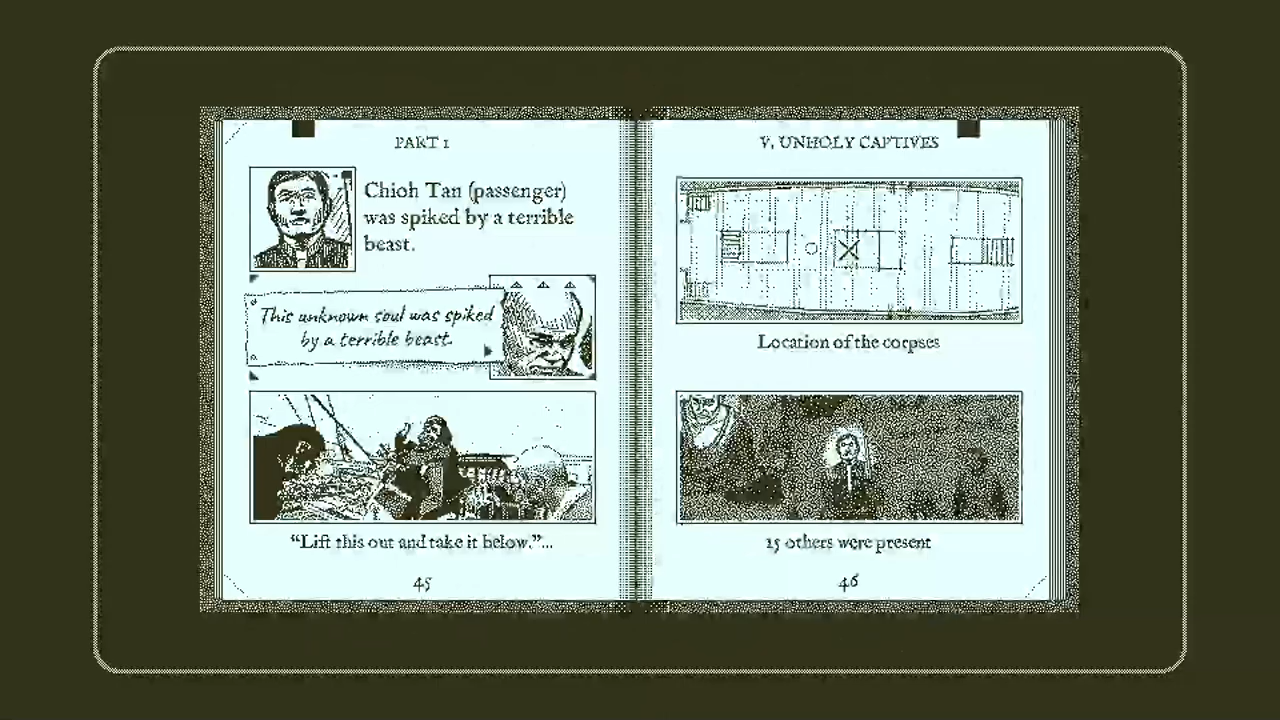 PART 1
Chioh Tan (passenger)
was spiked by a terrible
beast.
This unknown soul was spiked
by a terrible beast.
"Lift this out and take it below."...
45
V, UNHOLY CAPTIVES
Location of the corpses
15 others were present
46